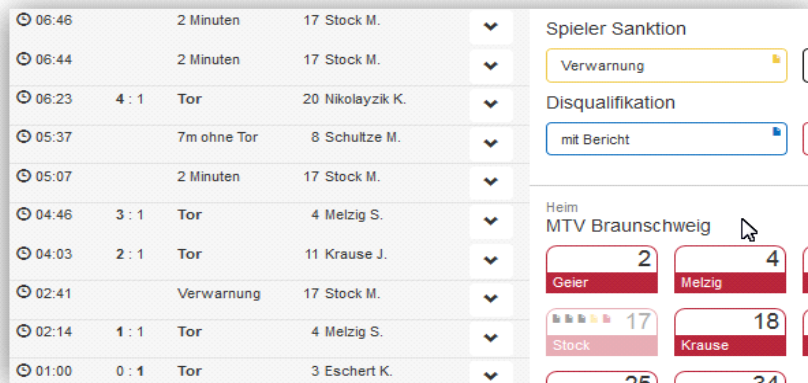 06:46 2 Minuten 17 Stock M.
06:44 2 Minuten 17 Stock M.
06:23 4 : 1 Tor 20 Nikolayzik K.
05:37 7m ohne Tor 8 Schultze M.
05:07 2 Minuten 17 Stock M.
04:46 3 : 1 Tor 4 Melzig S.
04:03 2 : 1 Tor 11 Krause J.
02:41 Verwarnung 17 Stock M.
02:14 1 : 1 Tor 4 Melzig S.
01:00 0 : 1 Tor 3 Eschert K.
Spieler Sanktion
Verwarnung
Disqualifikation
mit Bericht
Heim
MTV Braunschweig
2 4
Geier Melzig
17 18
Stock Krause
25 34